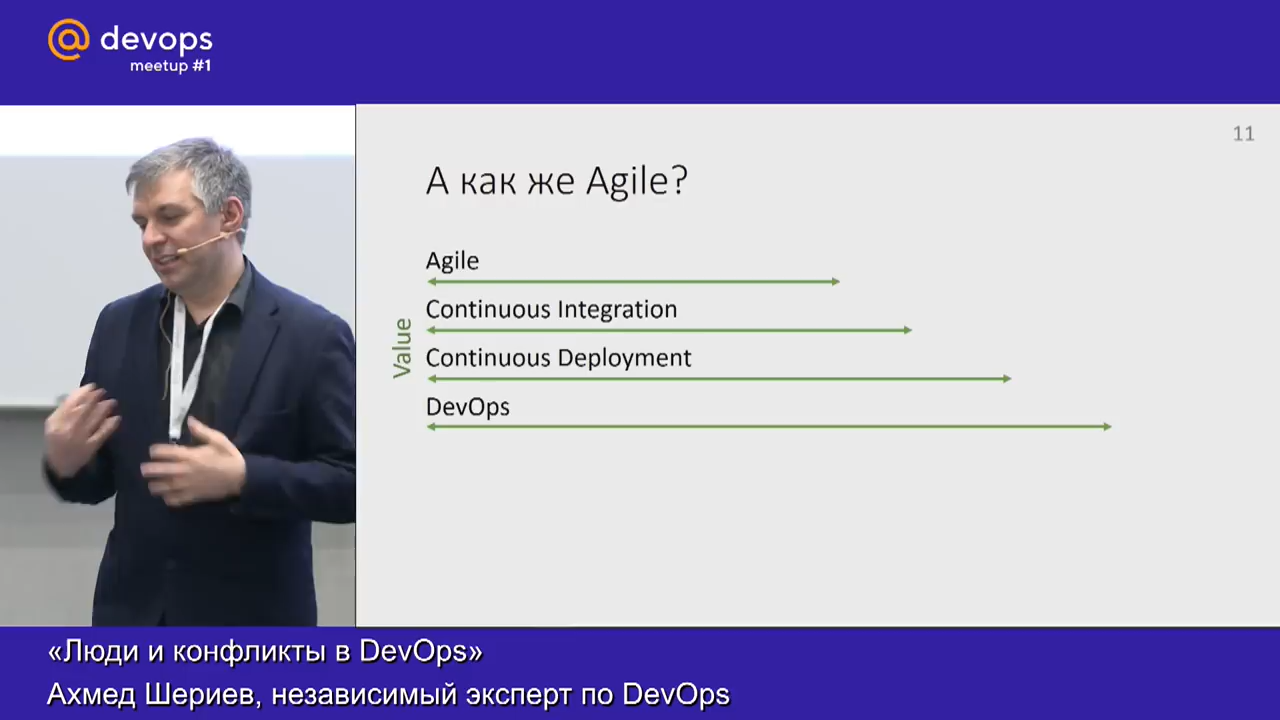 @ devops
meetup #1
11
А как же Agile?
Agile
Continuous Integration
Value
Continuous Deployment
DevOps
«Люди и конфликты в DevOps»
Ахмед Шериев, независимый эксперт по DevOps